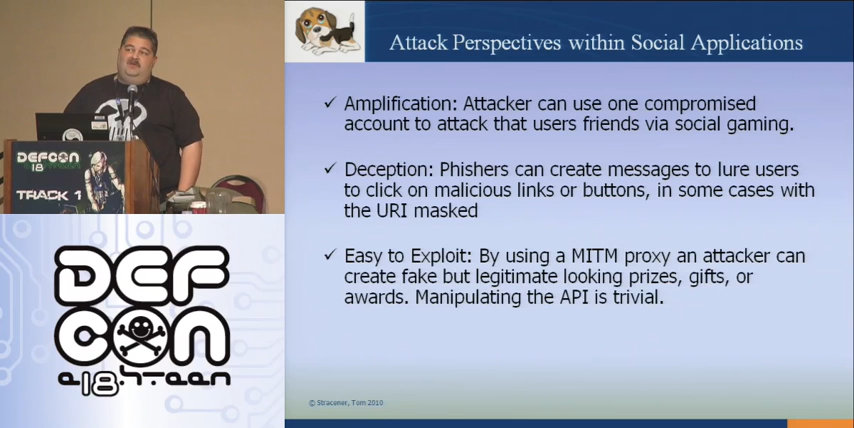 Attack Perspectives within Social Applications
✓ Amplification: Attacker can use one compromised
account to attack that users friends via social gaming.
✓ Deception: Phishers can create messages to lure users
to click on malicious links or buttons, in some cases with
the URI masked
✓ Easy to Exploit: By using a MITM proxy an attacker can
create fake but legitimate looking prizes, gifts, or
awards. Manipulating the API is trivial.
© Stracener, Tom 2010
DEFCON
18
TRACK 1
DEF
CON
e18.hteen